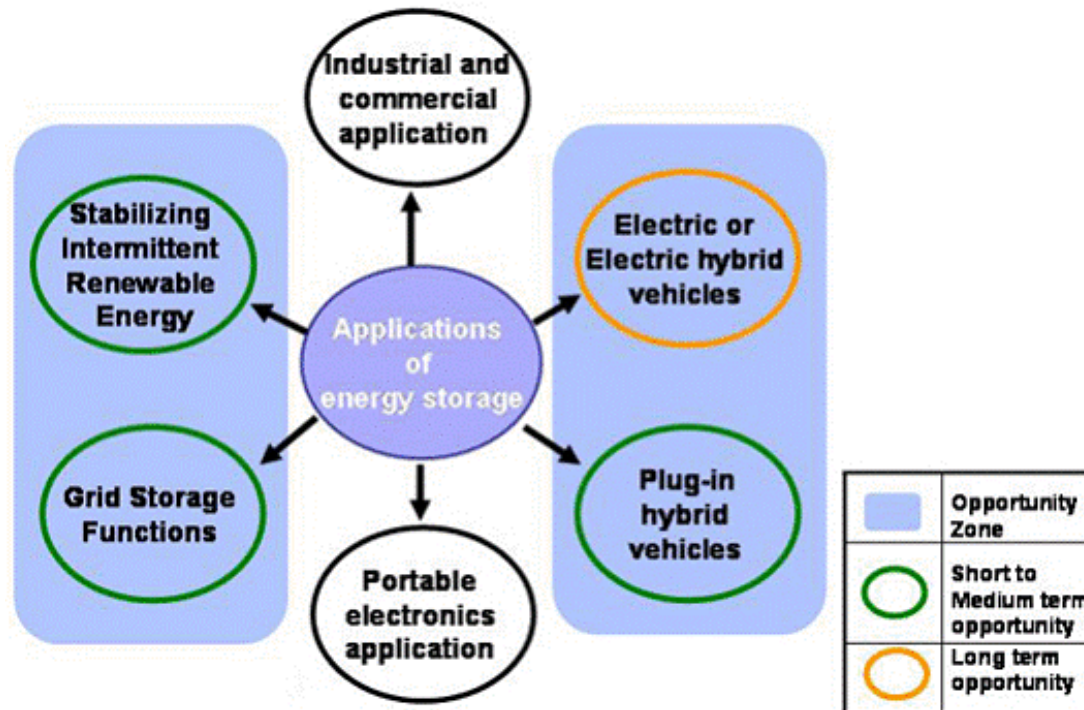 Industrial and
commercial
application
Stabilizing
Intermittent
Renewable
Energy
Electric or
Electric hybrid
vehicles
Applications
of
energy storage
Grid Storage
Functions
Plug-in
hybrid
vehicles
Portable
electronics
application
Opportunity
Zone
Short to
Medium term
opportunity
Long term
opportunity